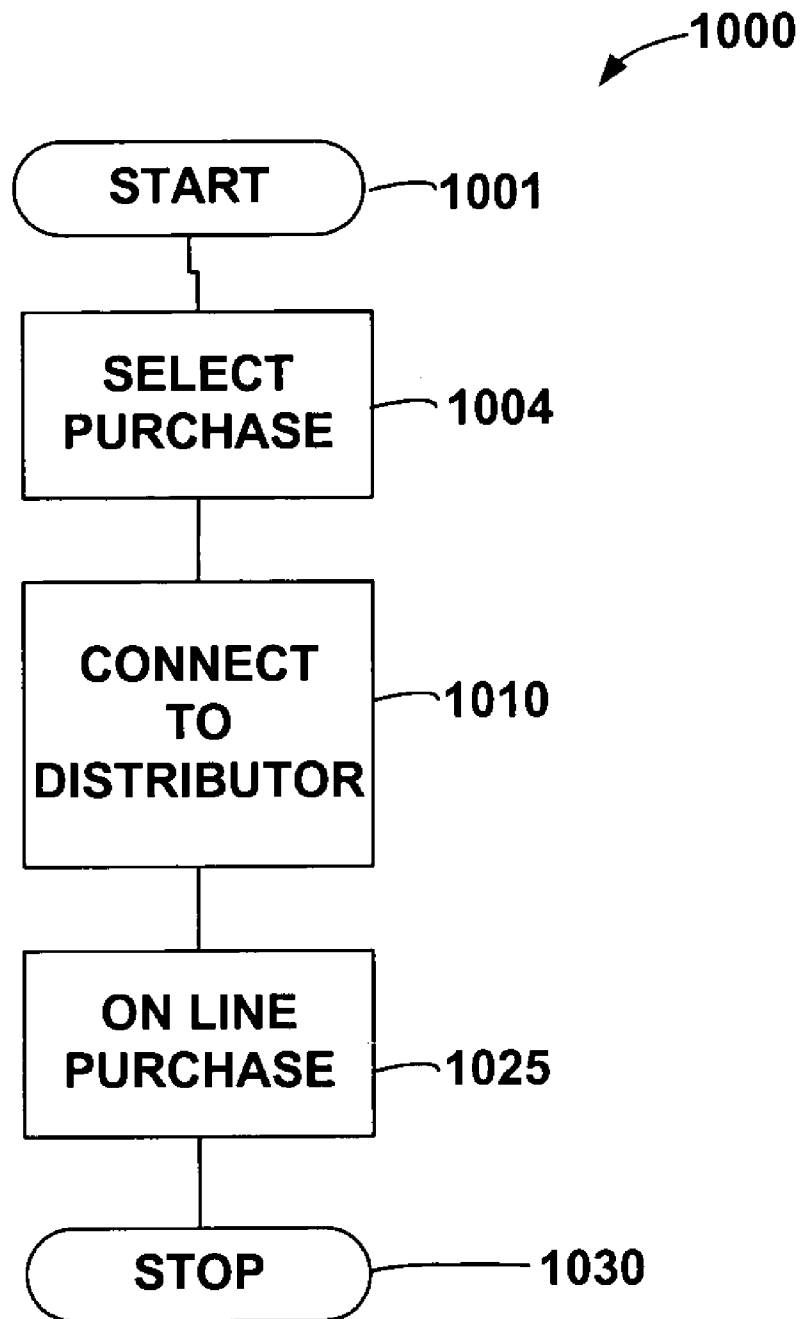 1000
START
1001
SELECT
PURCHASE
1004
CONNECT
TO
DISTRIBUTOR
1010
ON LINE
PURCHASE
1025
STOP
1030